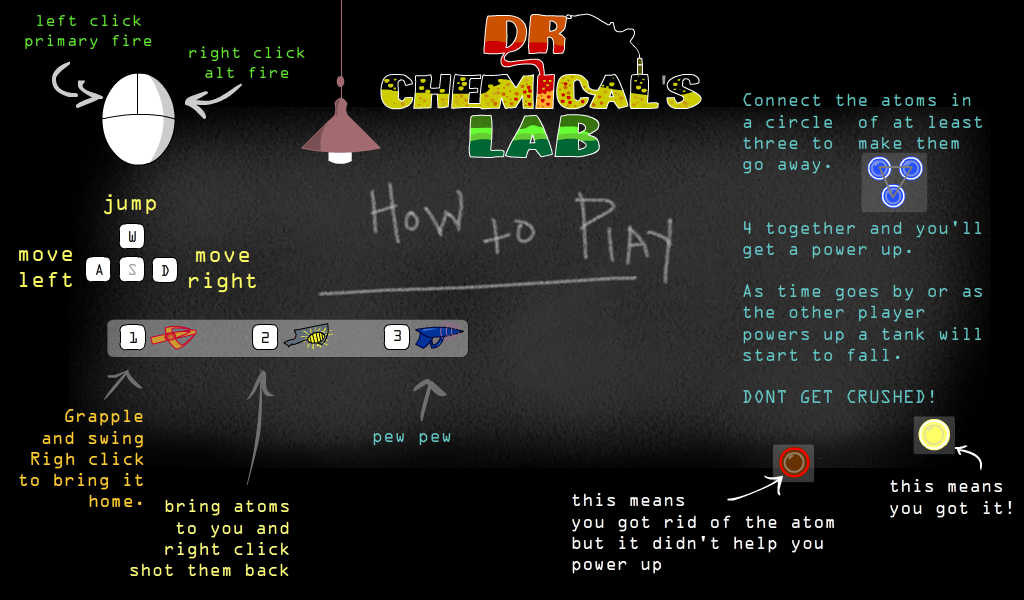 left click
primary fire
right click
alt fire
DR
CHEMICAL'S
LAB
How to Play
jump
W
move
left
A S D
move
right
1 2 3
Grapple
and swing
Righ click
to bring it
home.
bring atoms
to you and
right click
shot them back
pew pew
Connect the atoms in
a circle of at least
three to make them
go away.
4 together and you'll
get a power up.
As time goes by or as
the other player
powers up a tank will
start to fall.
DONT GET CRUSHED!
this means
you got rid of the atom
but it didn't help you
power up
this means
you got it!